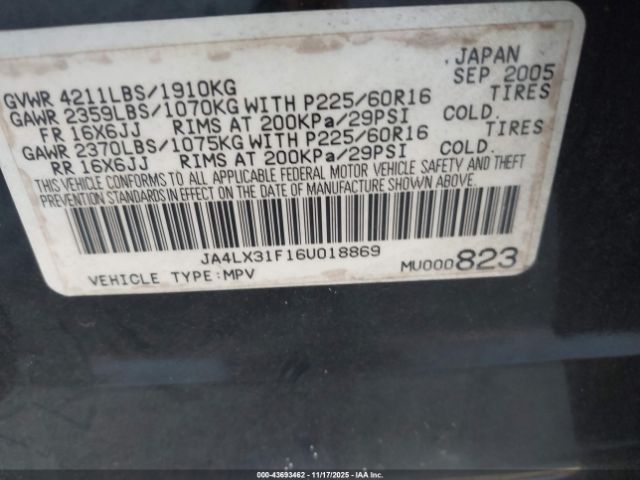 JAPAN
GVWR 4211LBS/1910KG SEP 2005
GAWR 2359LBS/1070KG WITH P225/60R16 TIRES
FR 16X6JJ RIMS AT 200KPa/29PSI COLD.
GAWR 2370LBS/1075KG WITH P225/60R16 TIRES
RR 16X6JJ RIMS AT 200KPa/29PSI COLD.
THIS VEHICLE CONFORMS TO ALL APPLICABLE FEDERAL MOTOR VEHICLE SAFETY AND THEFT
PREVENTION STANDARDS IN EFFECT ON THE DATE OF MANUFACTURE SHOWN ABOVE.
JA4LX31F16U018869
VEHICLE TYPE:MPV MU000823
00-43693462 - 11/17/2025 - IAAI.COM